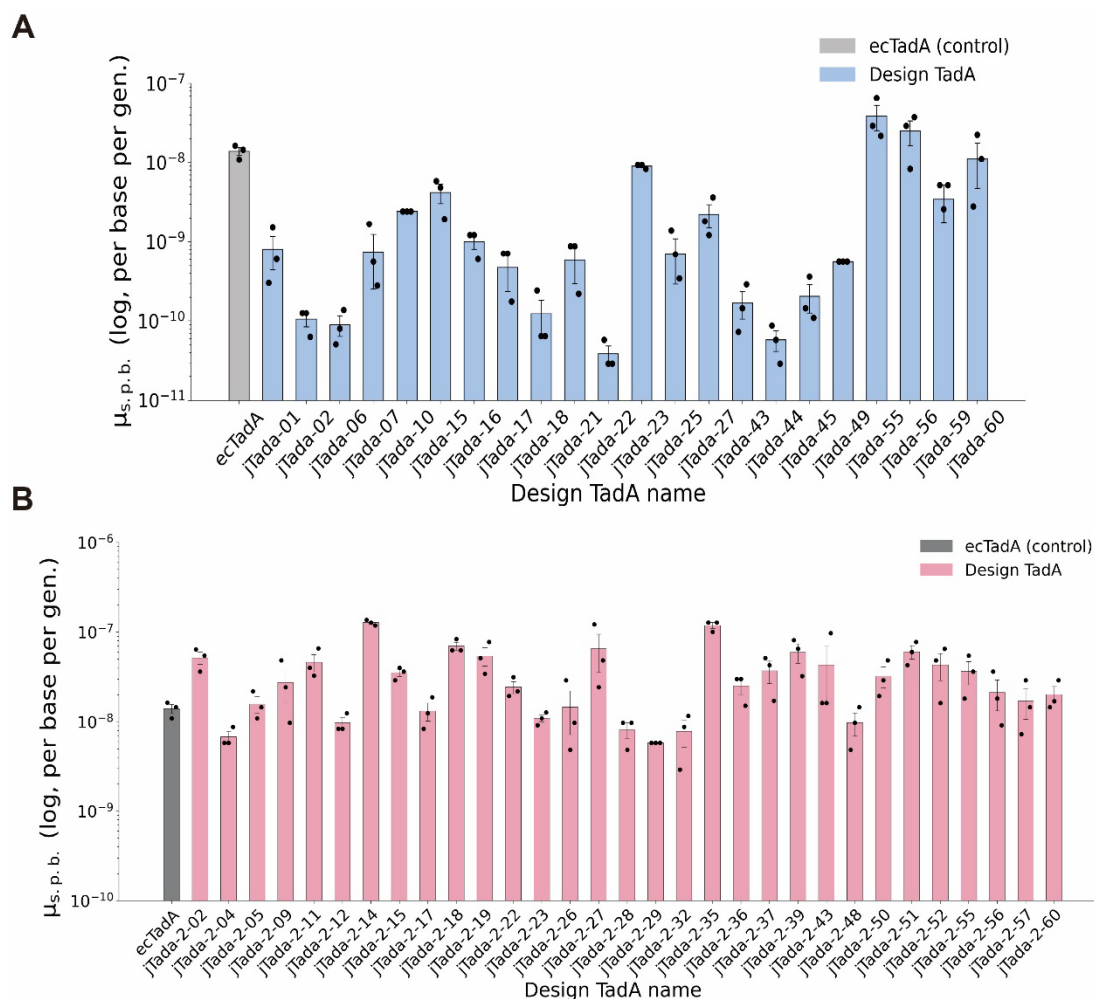 A
ecTadA (control)
Design TadA
μs.p.b. (log, per base per gen.)
10⁻⁷
10⁻⁸
10⁻⁹
10⁻¹⁰
10⁻¹¹
ecTadA
jTada-01
jTada-02
jTada-06
jTada-07
jTada-10
jTada-15
jTada-16
jTada-17
jTada-18
jTada-21
jTada-22
jTada-23
jTada-25
jTada-27
jTada-43
jTada-44
jTada-45
jTada-49
jTada-55
jTada-56
jTada-59
jTada-60
Design TadA name
B
ecTadA (control)
Design TadA
μs.p.b. (log, per base per gen.)
10⁻⁶
10⁻⁷
10⁻⁸
10⁻⁹
10⁻¹⁰
ecTadA
jTada-2-02
jTada-2-04
jTada-2-05
jTada-2-09
jTada-2-11
jTada-2-12
jTada-2-14
jTada-2-15
jTada-2-17
jTada-2-18
jTada-2-19
jTada-2-22
jTada-2-23
jTada-2-26
jTada-2-27
jTada-2-28
jTada-2-29
jTada-2-32
jTada-2-35
jTada-2-36
jTada-2-37
jTada-2-39
jTada-2-43
jTada-2-48
jTada-2-50
jTada-2-51
jTada-2-52
jTada-2-55
jTada-2-56
jTada-2-57
jTada-2-60
Design TadA name